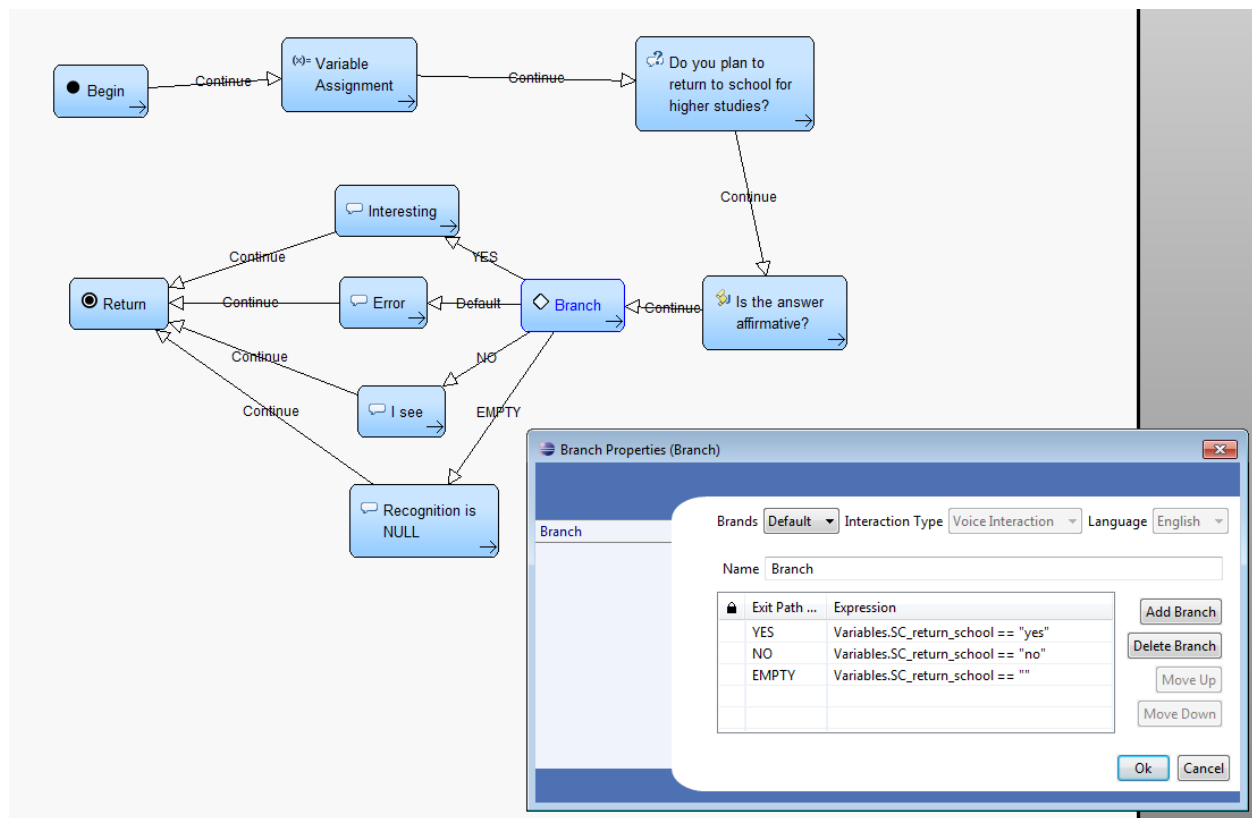 Begin
Continue
(x)= Variable
Assignment
Continue
Do you plan to
return to school for
higher studies?
Continue
Interesting
Continue
YES
Return
Continue
Error
Default
Branch
Continue
Is the answer
affirmative?
Continue
NO
I see
Continue
EMPTY
Recognition is
NULL
Branch Properties (Branch)
Branch
Brands Default Interaction Type Voice Interaction Language English
Name Branch
Exit Path ... Expression
YES Variables.SC_return_school == "yes"
NO Variables.SC_return_school == "no"
EMPTY Variables.SC_return_school == ""
Add Branch
Delete Branch
Move Up
Move Down
Ok Cancel